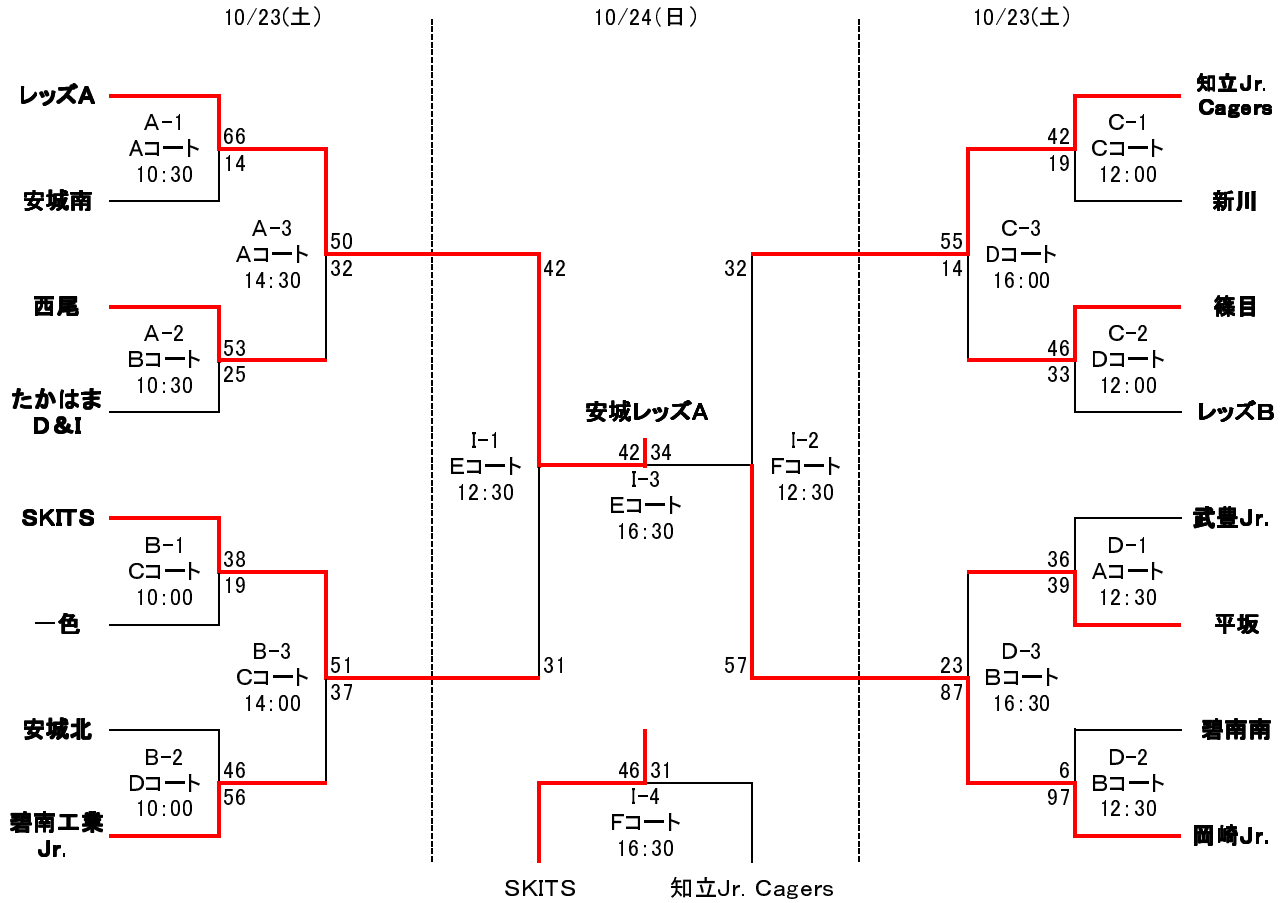 10/23(土)
10/24(日)
10/23(土)
レッズA
A-1
Aコート
10:30
66
14
安城南
A-3
Aコート
14:30
50
32
西尾
A-2
Bコート
10:30
53
25
たかはま
D&I
SKITS
B-1
Cコート
10:00
38
19
一色
B-3
Cコート
14:00
51
37
安城北
B-2
Dコート
10:00
46
56
碧南工業
Jr.
42
I-1
Eコート
12:30
31
安城レッズA
42
34
I-3
Eコート
16:30
46
31
I-4
Fコート
16:30
SKITS
知立Jr. Cagers
32
I-2
Fコート
12:30
57
知立Jr.
Cagers
C-1
Cコート
12:00
42
19
新川
C-3
Dコート
16:00
55
14
篠目
C-2
Dコート
12:00
46
33
レッズB
武豊Jr.
D-1
Aコート
12:30
36
39
平坂
D-3
Bコート
16:30
23
87
碧南南
D-2
Bコート
12:30
6
97
岡崎Jr.